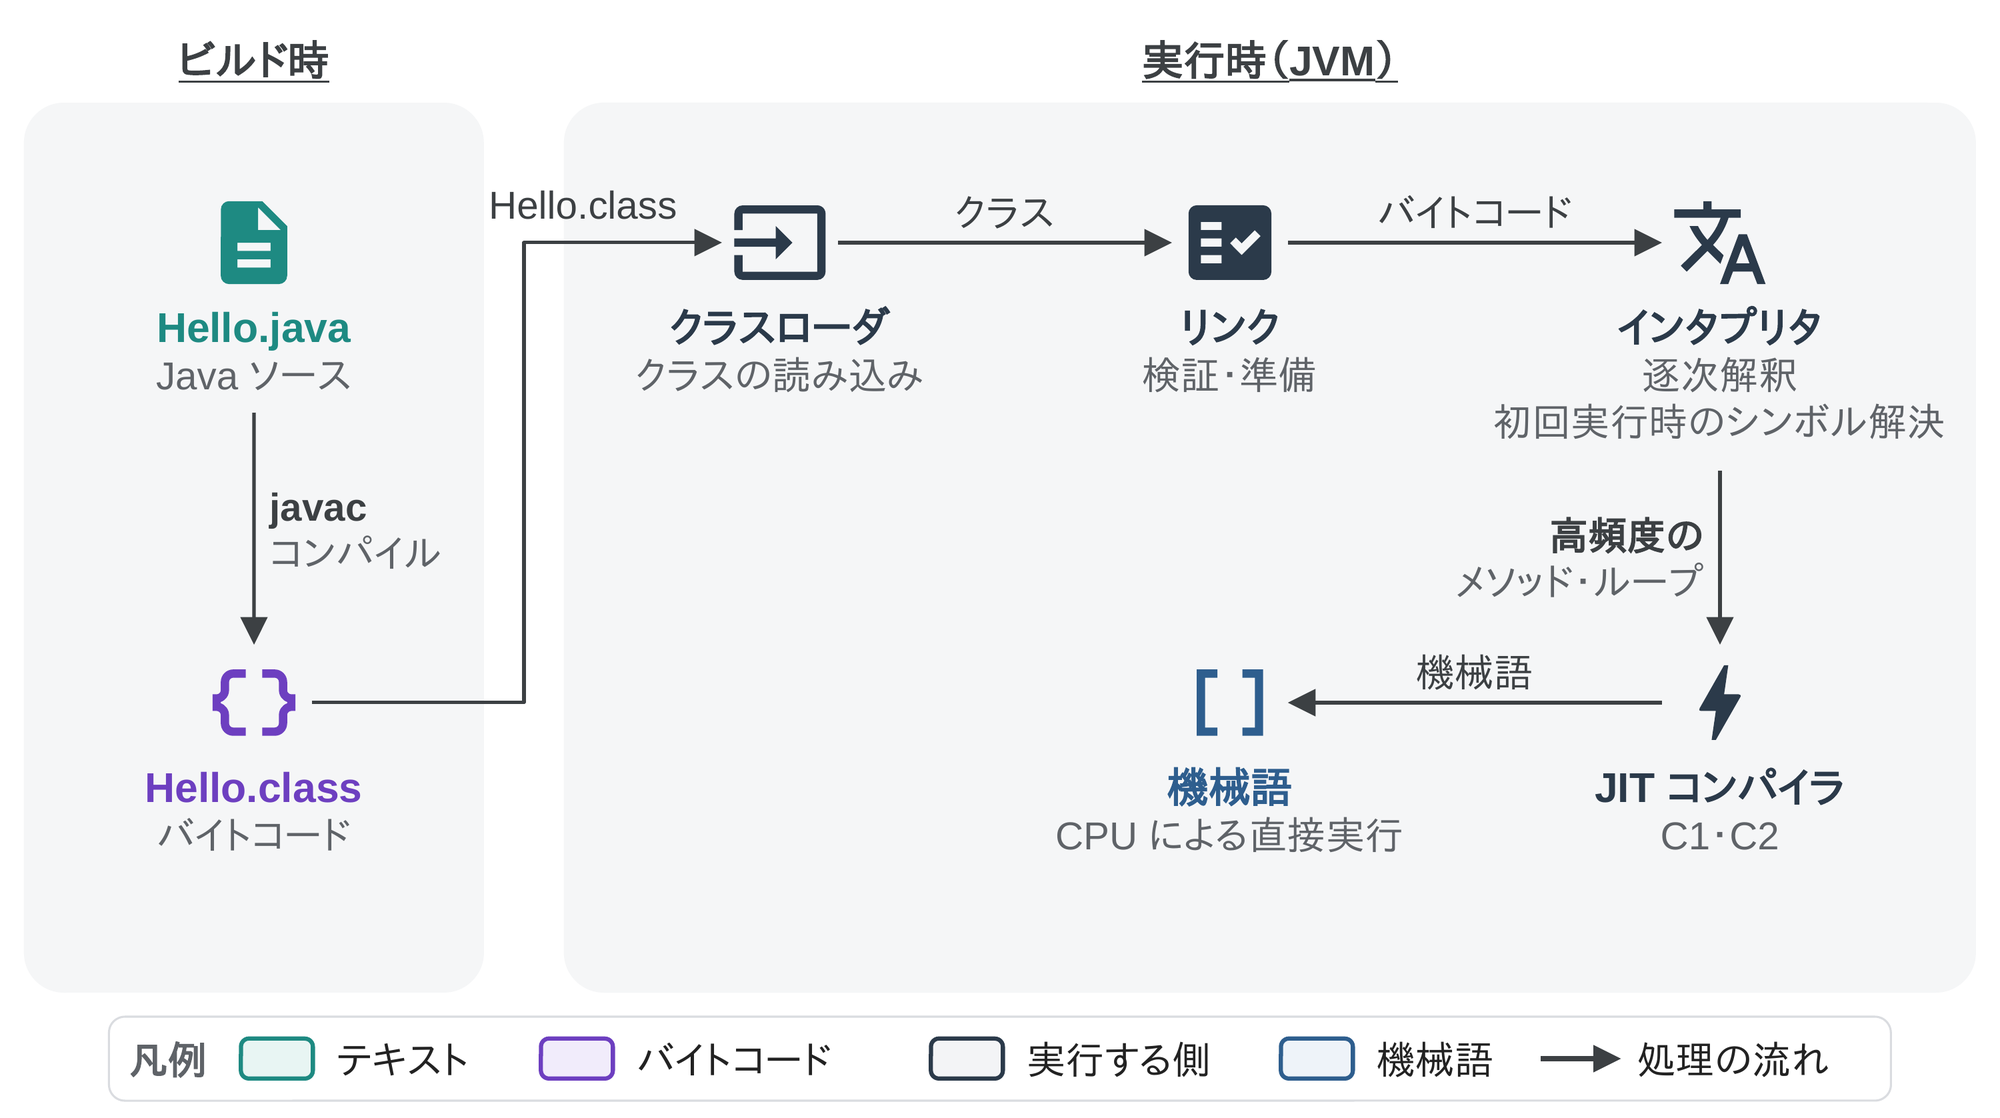 ビルド時
実行時（JVM）
Hello.java
Java ソース
javac
コンパイル
Hello.class
バイトコード
Hello.class
クラスローダ
クラスの読み込み
クラス
リンク
検証・準備
バイトコード
インタプリタ
逐次解釈
初回実行時のシンボル解決
高頻度の
メソッド・ループ
JIT コンパイラ
C1・C2
機械語
機械語
CPU による直接実行
凡例
テキスト
バイトコード
実行する側
機械語
処理の流れ